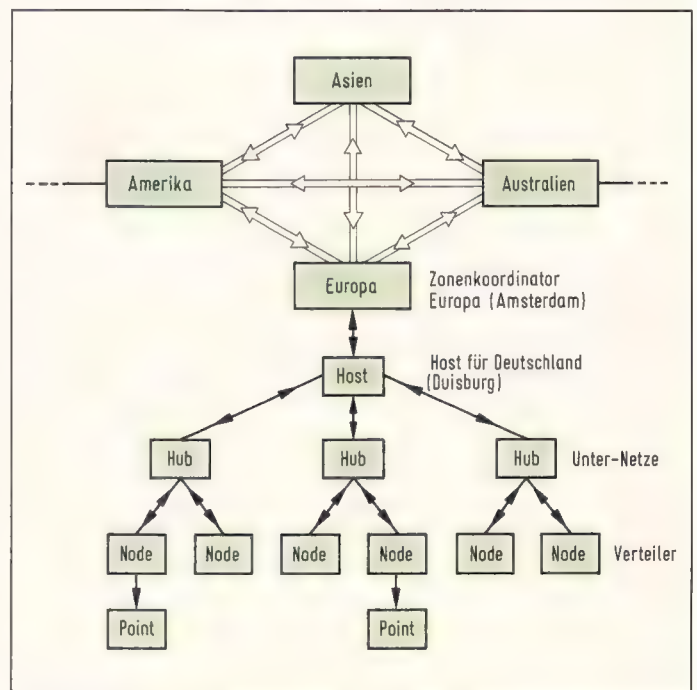 Asien
Amerika
Australien
Europa
Zonenkoordinator
Europa (Amsterdam)
Host
Host für Deutschland
(Duisburg)
Hub
Hub
Hub
Unter-Netze
Node
Node
Node
Node
Node
Node
Verteiler
Point
Point